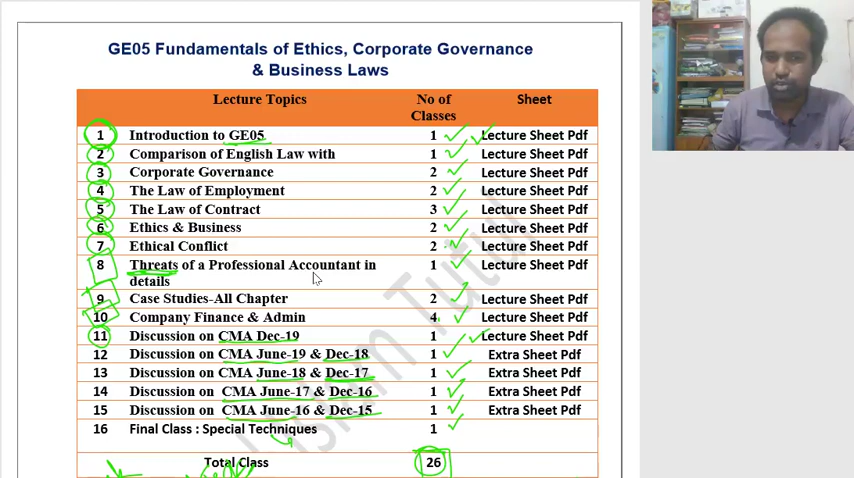 GE05 Fundamentals of Ethics, Corporate Governance
& Business Laws
Lecture Topics No of Classes Sheet
1 Introduction to GE05 1 Lecture Sheet Pdf
2 Comparison of English Law with 1 Lecture Sheet Pdf
3 Corporate Governance 2 Lecture Sheet Pdf
4 The Law of Employment 2 Lecture Sheet Pdf
5 The Law of Contract 3 Lecture Sheet Pdf
6 Ethics & Business 2 Lecture Sheet Pdf
7 Ethical Conflict 2 Lecture Sheet Pdf
8 Threats of a Professional Accountant in details 1 Lecture Sheet Pdf
9 Case Studies-All Chapter 2 Lecture Sheet Pdf
10 Company Finance & Admin 4 Lecture Sheet Pdf
11 Discussion on CMA Dec-19 1 Lecture Sheet Pdf
12 Discussion on CMA June-19 & Dec-18 1 Extra Sheet Pdf
13 Discussion on CMA June-18 & Dec-17 1 Extra Sheet Pdf
14 Discussion on CMA June-17 & Dec-16 1 Extra Sheet Pdf
15 Discussion on CMA June-16 & Dec-15 1 Extra Sheet Pdf
16 Final Class : Special Techniques 1
Total Class 26
Islam Tutul